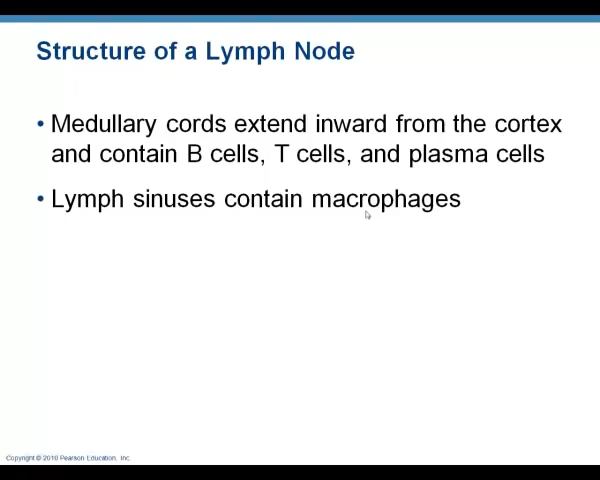 Structure of a Lymph Node
• Medullary cords extend inward from the cortex
and contain B cells, T cells, and plasma cells
• Lymph sinuses contain macrophages
Copyright © 2010 Pearson Education, Inc.